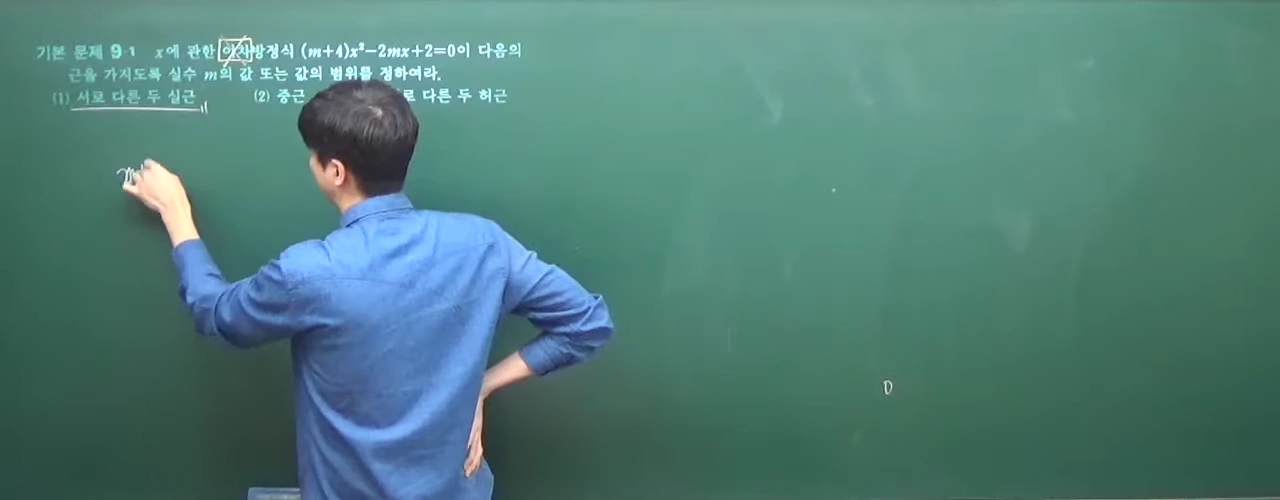 기본 문제 9-1 x에 관한 이차방정식 (m+4)x²-2mx+2=0이 다음의
근을 가지도록 실수 m의 값 또는 값의 범위를 정하여라.
(1) 서로 다른 두 실근 (2) 중근 다른 두 허근
m
0